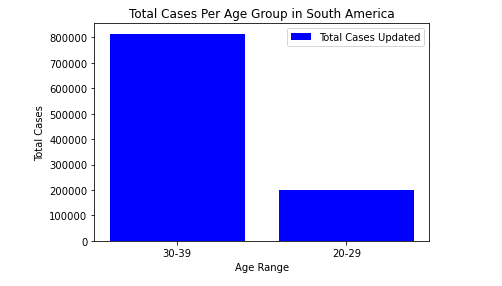 Total Cases Per Age Group in South America
Total Cases Updated
800000
700000
600000
500000
400000
300000
200000
100000
0
Total Cases
30-39
20-29
Age Range